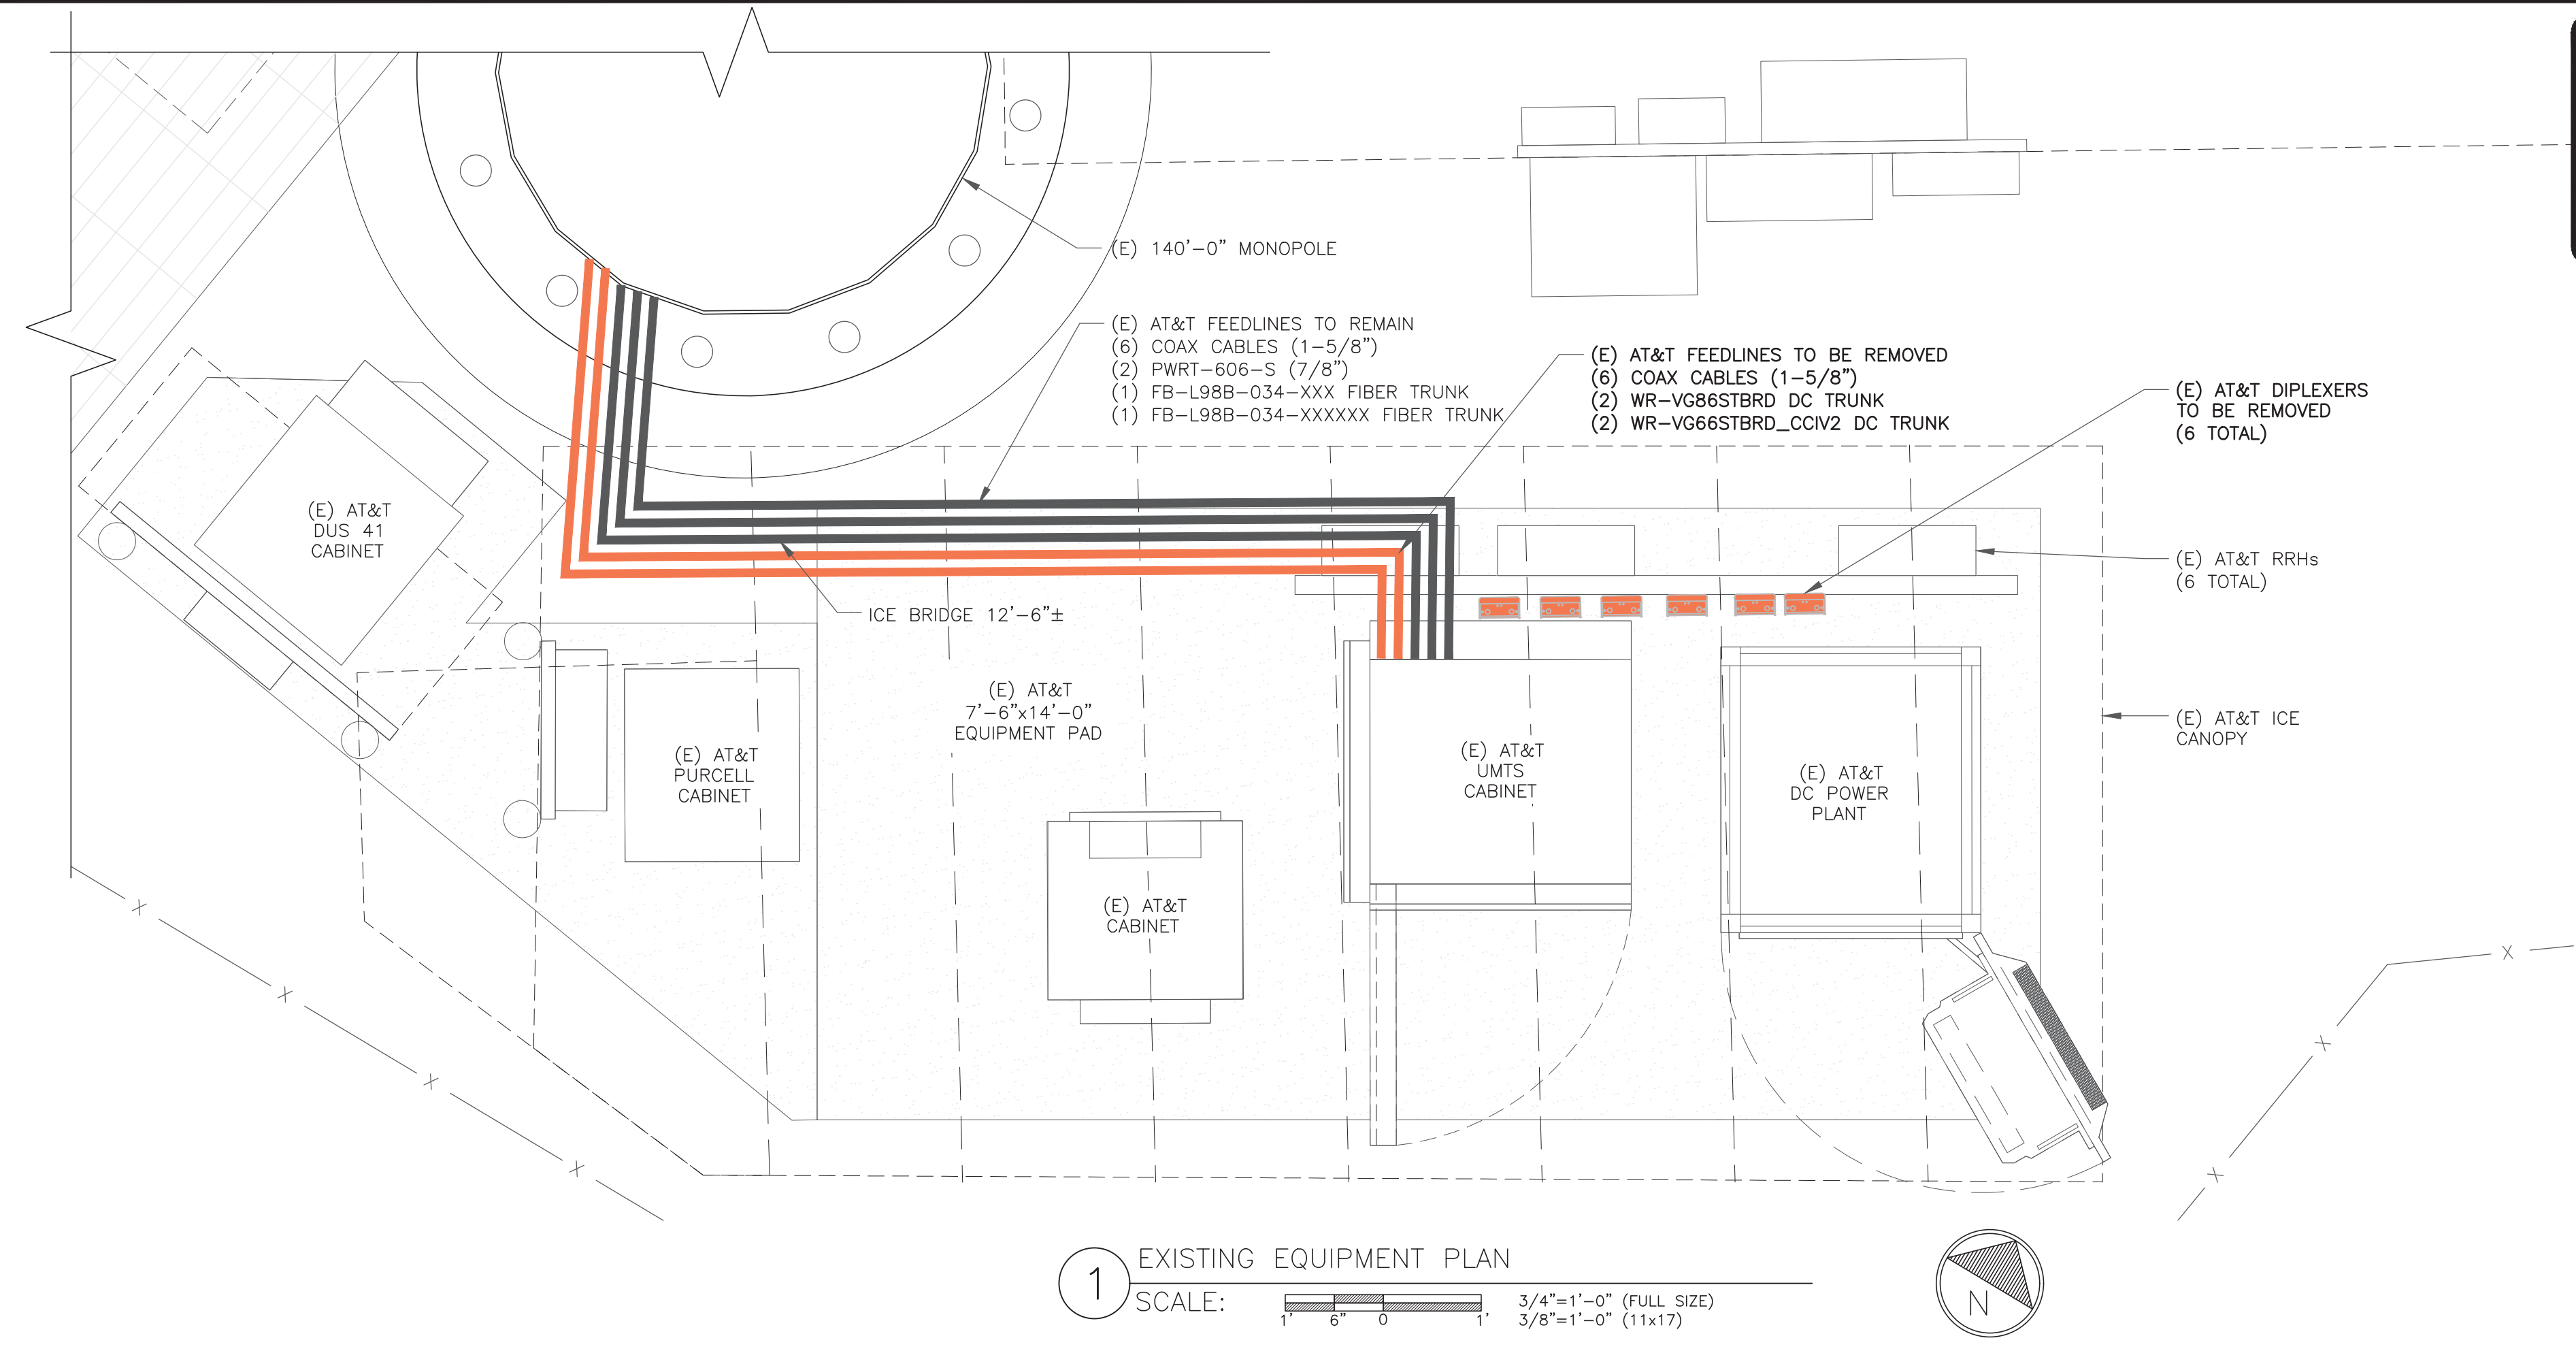 (E) 140'-0" MONOPOLE
(E) AT&T FEEDLINES TO REMAIN
(6) COAX CABLES (1-5/8")
(2) PWRT-606-S (7/8")
(1) FB-L98B-034-XXX FIBER TRUNK
(1) FB-L98B-034-XXXXXX FIBER TRUNK
(E) AT&T FEEDLINES TO BE REMOVED
(6) COAX CABLES (1-5/8")
(2) WR-VG86STBRD DC TRUNK
(2) WR-VG66STBRD_CCIV2 DC TRUNK
(E) AT&T DIPLEXERS
TO BE REMOVED
(6 TOTAL)
(E) AT&T
DUS 41
CABINET
(E) AT&T RRHs
(6 TOTAL)
ICE BRIDGE 12'-6"±
(E) AT&T
7'-6"x14'-0"
EQUIPMENT PAD
(E) AT&T ICE
CANOPY
(E) AT&T
PURCELL
CABINET
(E) AT&T
UMTS
CABINET
(E) AT&T
DC POWER
PLANT
(E) AT&T
CABINET
X
X
X
X
X
X
X
1
EXISTING EQUIPMENT PLAN
SCALE:
1' 6" 0 1'
3/4"=1'-0" (FULL SIZE)
3/8"=1'-0" (11x17)
N